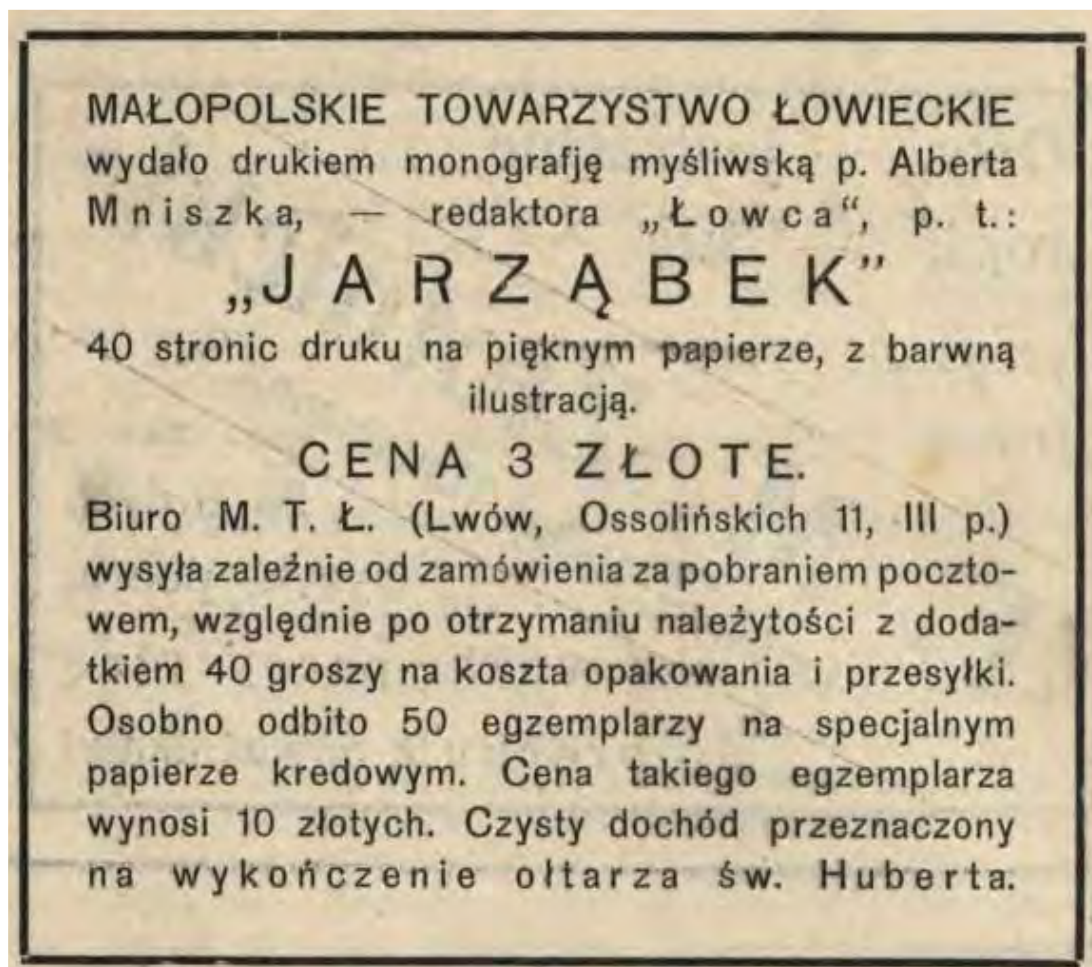 MAŁOPOLSKIE TOWARZYSTWO ŁOWIECKIE
wydało drukiem monografję myśliwską p. Alberta
Mniszka, — redaktora „Łowca“, p. t.:
„JARZĄBEK”
40 stronic druku na pięknym papierze, z barwną
ilustracją.
CENA 3 ZŁOTE.
Biuro M. T. Ł. (Lwów, Ossolińskich 11, III p.)
wysyła zależnie od zamówienia za pobraniem poczto-
wem, względnie po otrzymaniu należytości z doda-
tkiem 40 groszy na koszta opakowania i przesyłki.
Osobno odbito 50 egzemplarzy na specjalnym
papierze kredowym. Cena takiego egzemplarza
wynosi 10 złotych. Czysty dochód przeznaczony
na wykończenie ołtarza św. Huberta.